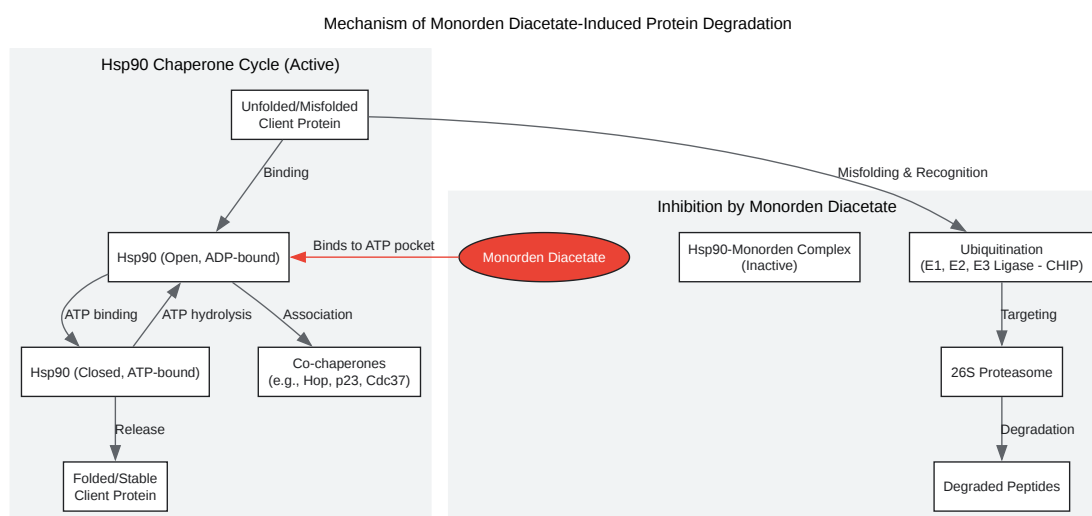 Mechanism of Monorden Diacetate-Induced Protein Degradation
Hsp90 Chaperone Cycle (Active)
Unfolded/Misfolded
Client Protein
Binding
Misfolding & Recognition
Inhibition by Monorden Diacetate
Hsp90 (Open, ADP-bound)
Binds to ATP pocket
Monorden Diacetate
Hsp90-Monorden Complex
(Inactive)
Ubiquitination
(E1, E2, E3 Ligase - CHIP)
ATP binding
ATP hydrolysis
Association
Targeting
Hsp90 (Closed, ATP-bound)
Co-chaperones
(e.g., Hop, p23, Cdc37)
26S Proteasome
Release
Degradation
Folded/Stable
Client Protein
Degraded Peptides